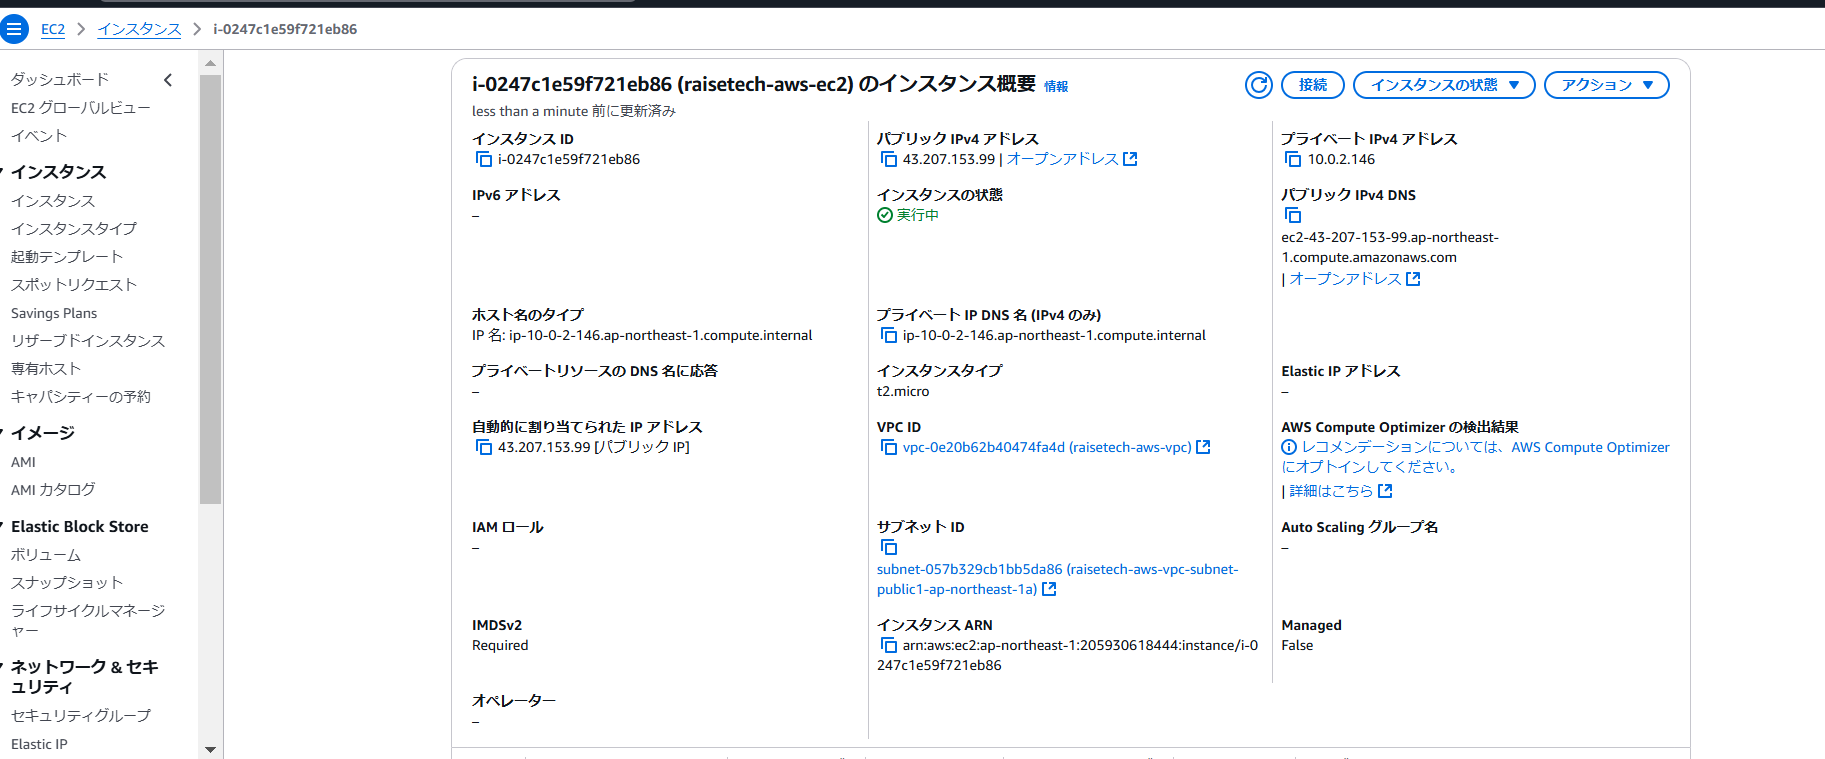 EC2 > インスタンス > i-0247c1e59f721eb86
ダッシュボード
EC2 グローバルビュー
イベント
インスタンス
インスタンス
インスタンスタイプ
起動テンプレート
スポットリクエスト
Savings Plans
リザーブドインスタンス
専有ホスト
キャパシティーの予約
イメージ
AMI
AMI カタログ
Elastic Block Store
ボリューム
スナップショット
ライフサイクルマネージ
ャー
ネットワーク & セキ
ュリティ
セキュリティグループ
Elastic IP
i-0247c1e59f721eb86 (raisetech-aws-ec2) のインスタンス概要 情報
接続
インスタンスの状態
アクション
less than a minute 前に更新済み
インスタンス ID
i-0247c1e59f721eb86
パブリック IPv4 アドレス
43.207.153.99 | オープンアドレス
プライベート IPv4 アドレス
10.0.2.146
IPv6 アドレス
–
インスタンスの状態
実行中
パブリック IPv4 DNS
ec2-43-207-153-99.ap-northeast-
1.compute.amazonaws.com
| オープンアドレス
ホスト名のタイプ
IP 名: ip-10-0-2-146.ap-northeast-1.compute.internal
プライベート IP DNS 名 (IPv4 のみ)
ip-10-0-2-146.ap-northeast-1.compute.internal
プライベートリソースの DNS 名に応答
–
インスタンスタイプ
t2.micro
Elastic IP アドレス
–
自動的に割り当てられた IP アドレス
43.207.153.99 [パブリック IP]
VPC ID
vpc-0e20b62b40474fa4d (raisetech-aws-vpc)
AWS Compute Optimizer の検出結果
レコメンデーションについては、AWS Compute Optimizer
にオプトインしてください。
| 詳細はこちら
IAM ロール
–
サブネット ID
subnet-057b329cb1bb5da86 (raisetech-aws-vpc-subnet-
public1-ap-northeast-1a)
Auto Scaling グループ名
–
IMDSv2
Required
インスタンス ARN
arn:aws:ec2:ap-northeast-1:205930618444:instance/i-0
247c1e59f721eb86
Managed
False
オペレーター
–